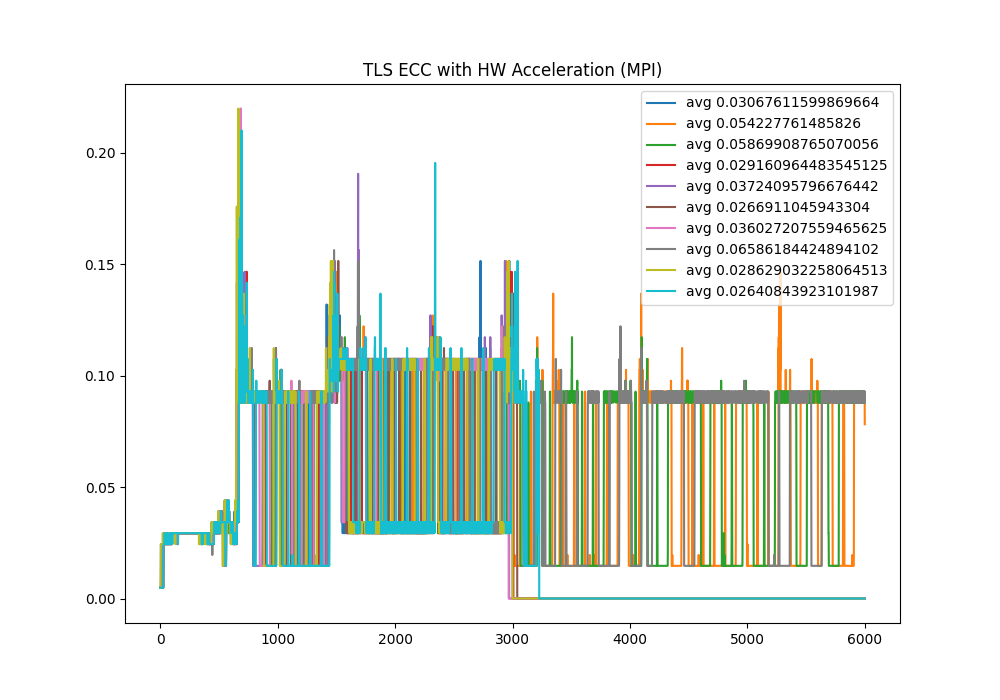 TLS ECC with HW Acceleration (MPI)
avg 0.03067611599869664
avg 0.054227761485826
avg 0.05869908765070056
avg 0.029160964483545125
avg 0.03724095796676442
avg 0.0266911045943304
avg 0.036027207559465625
avg 0.06586184424894102
avg 0.028629032258064513
avg 0.02640843923101987
0.20
0.15
0.10
0.05
0.00
0 1000 2000 3000 4000 5000 6000